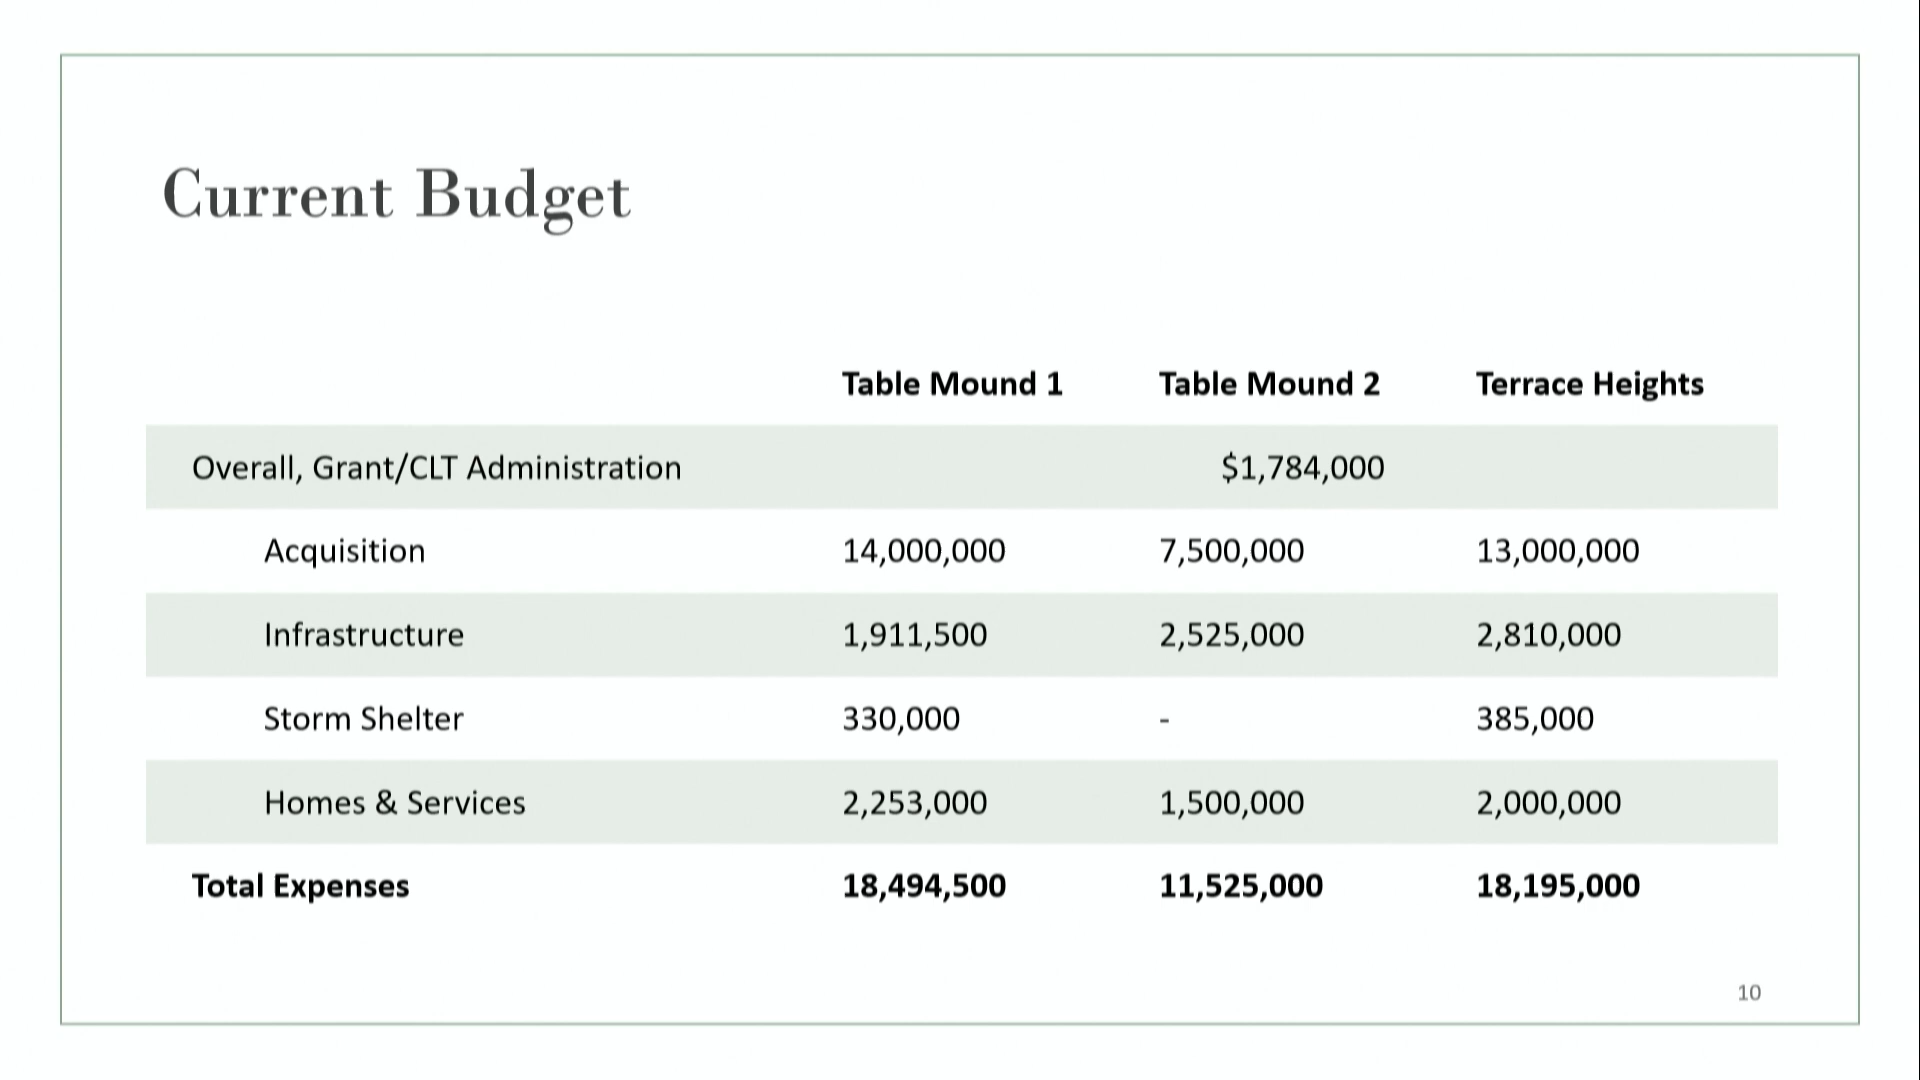 Current Budget
Table Mound 1 Table Mound 2 Terrace Heights
Overall, Grant/CLT Administration $1,784,000
Acquisition 14,000,000 7,500,000 13,000,000
Infrastructure 1,911,500 2,525,000 2,810,000
Storm Shelter 330,000 - 385,000
Homes & Services 2,253,000 1,500,000 2,000,000
Total Expenses 18,494,500 11,525,000 18,195,000
10